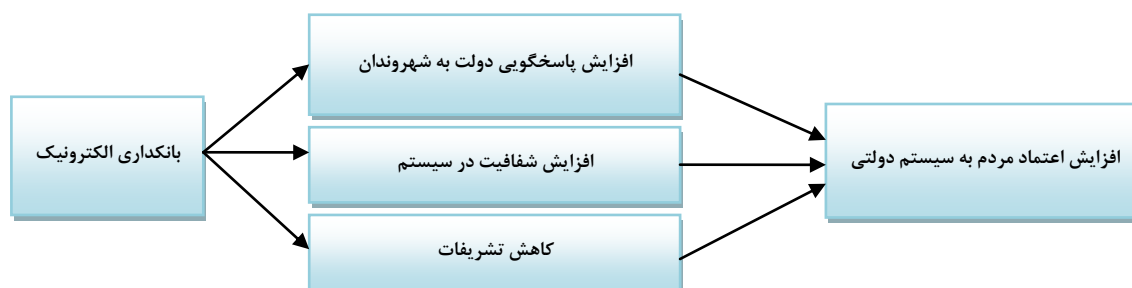 افزایش پاسخگویی دولت به شهروندان
بانکداری الکترونیک
افزایش شفافیت در سیستم
افزایش اعتماد مردم به سیستم دولتی
کاهش تشریفات